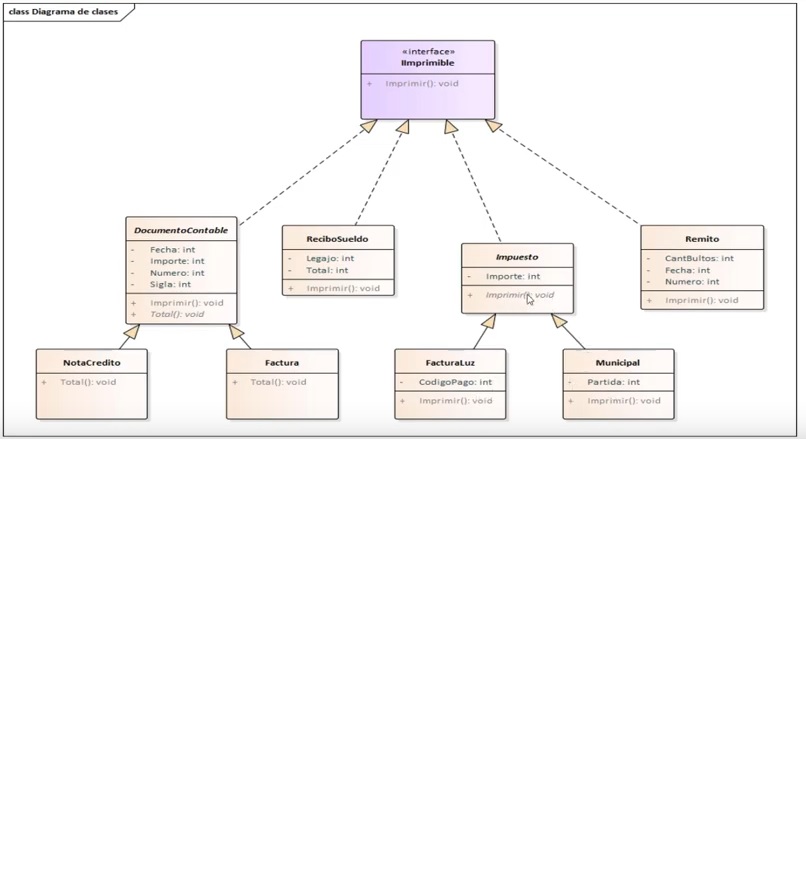 class Diagrama de clases
«interface»
IImprimible
+ Imprimir(): void
DocumentoContable
- Fecha: int
- Importe: int
- Numero: int
- Sigla: int
+ Imprimir(): void
+ Total(): void
ReciboSueldo
- Legajo: int
- Total: int
+ Imprimir(): void
Impuesto
- Importe: int
+ Imprimir(): void
Remito
- CantBultos: int
- Fecha: int
- Numero: int
+ Imprimir(): void
NotaCredito
+ Total(): void
Factura
+ Total(): void
FacturaLuz
- CodigoPago: int
+ Imprimir(): void
Municipal
- Partida: int
+ Imprimir(): void